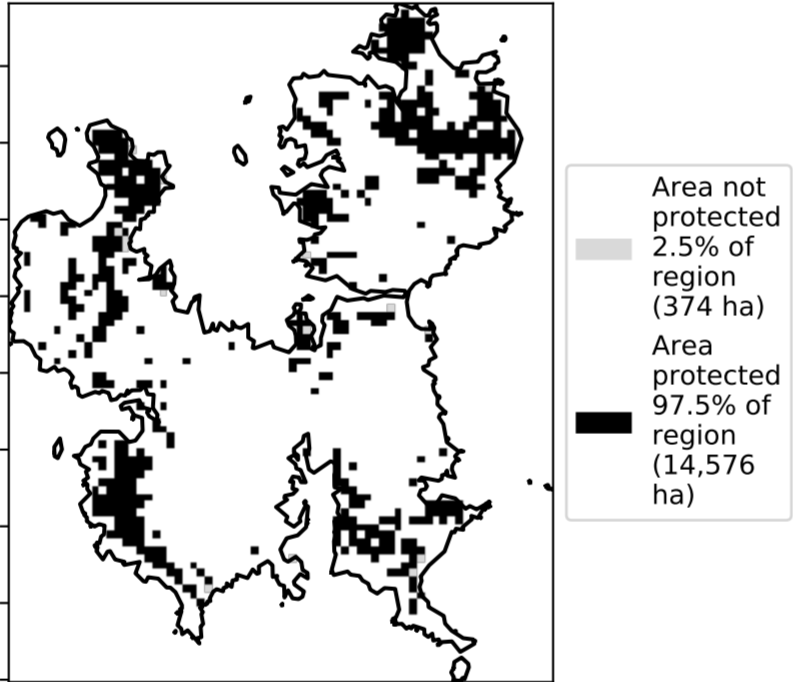 Area not
protected
2.5% of
region
(374 ha)
Area
protected
97.5% of
region
(14,576
ha)